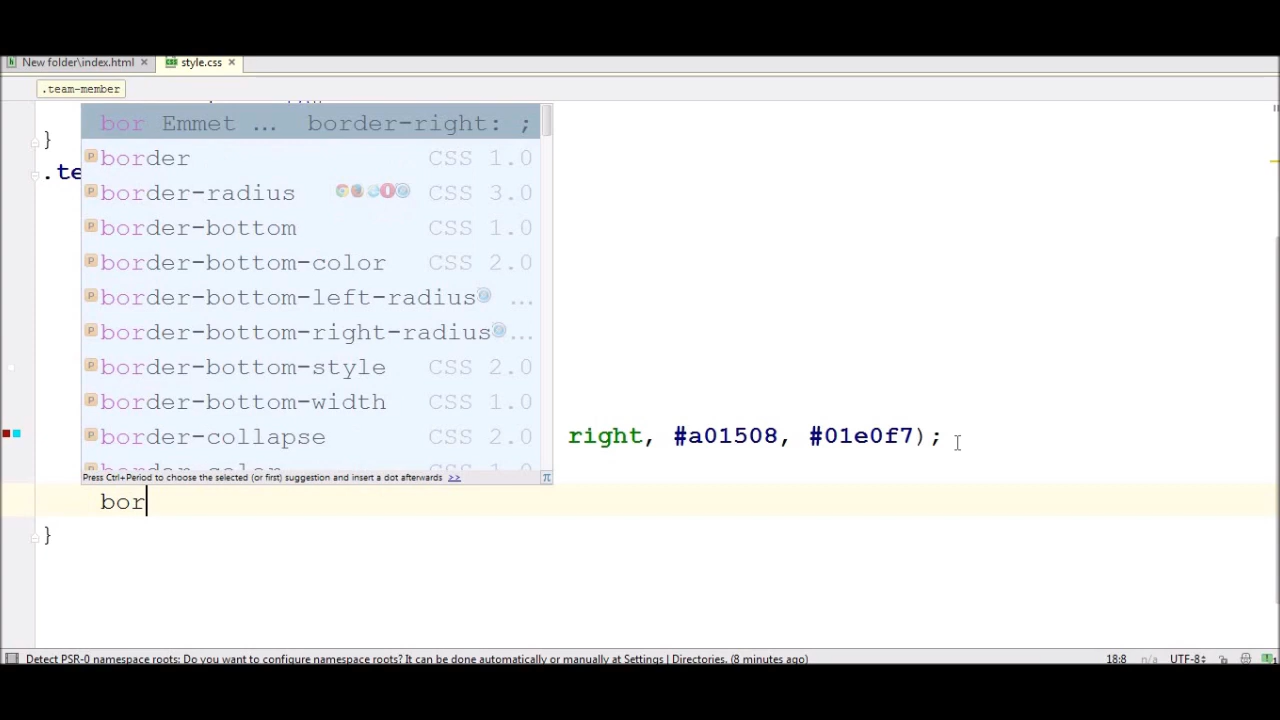 New folder\index.html
style.css
.team-member
}
.te
bor Emmet ... border-right: ;
border CSS 1.0
border-radius CSS 3.0
border-bottom CSS 1.0
border-bottom-color CSS 2.0
border-bottom-left-radius ...
border-bottom-right-radius ...
border-bottom-style CSS 2.0
border-bottom-width CSS 1.0
border-collapse CSS 2.0
right, #a01508, #01e0f7);
border-color 1.0
Press Ctrl+Period to choose the selected (or first) suggestion and insert a dot afterwards >> π
bor
}
Detect PSR-0 namespace roots: Do you want to configure namespace roots? It can be done automatically or manually at Settings | Directories. (8 minutes ago) 18:8 n/a UTF-8